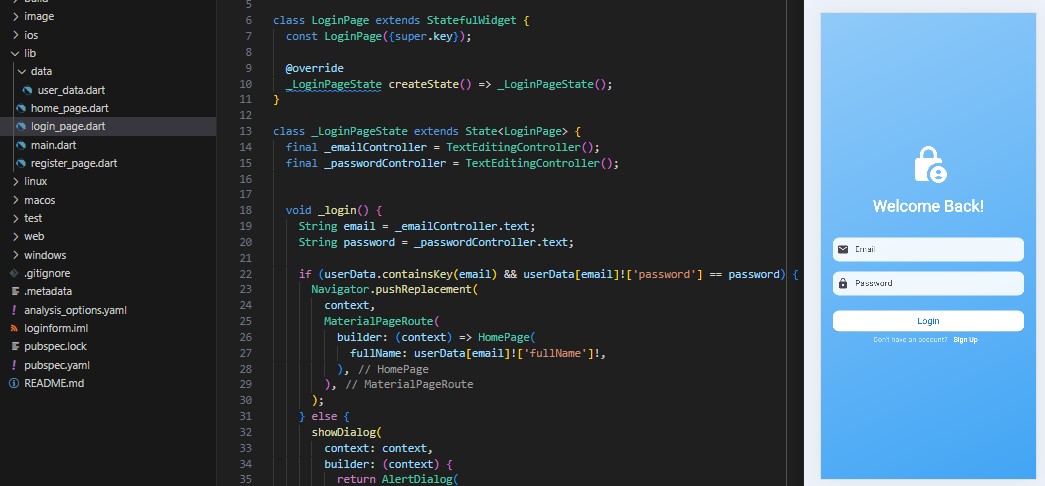 image
ios
lib
data
user_data.dart
home_page.dart
login_page.dart
main.dart
register_page.dart
linux
macos
test
web
windows
.gitignore
.metadata
! analysis_options.yaml
loginform.iml
pubspec.lock
! pubspec.yaml
README.md
5
6 class LoginPage extends StatefulWidget {
7 const LoginPage({super.key});
8
9 @override
10 _LoginPageState createState() => _LoginPageState();
11 }
12
13 class _LoginPageState extends State<LoginPage> {
14 final _emailController = TextEditingController();
15 final _passwordController = TextEditingController();
16
17
18 void _login() {
19 String email = _emailController.text;
20 String password = _passwordController.text;
21
22 if (userData.containsKey(email) && userData[email]!['password'] == password) {
23 Navigator.pushReplacement(
24 context,
25 MaterialPageRoute(
26 builder: (context) => HomePage(
27 fullName: userData[email]!['fullName']!,
28 ), // HomePage
29 ), // MaterialPageRoute
30 );
31 } else {
32 showDialog(
33 context: context,
34 builder: (context) {
35 return AlertDialog(
Welcome Back!
Email
Password
Login
Don't have an account? Sign Up